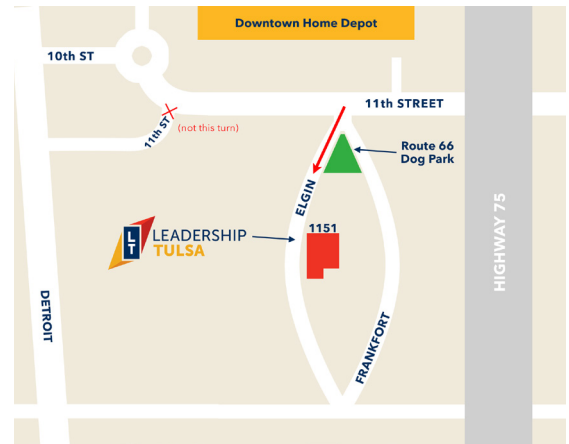 Downtown Home Depot
10th ST
11th STREET
11th ST
(not this turn)
Route 66
Dog Park
ELGIN
1151
LT
LEADERSHIP
TULSA
HIGHWAY 75
DETROIT
FRANKFORT